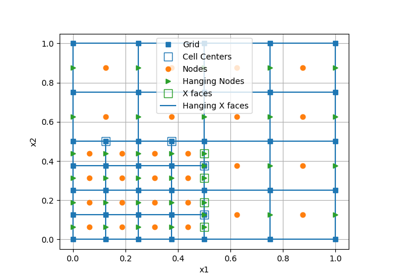 1.0
0.8
0.6
0.4
0.2
0.0
x2
Grid
Cell Centers
Nodes
Hanging Nodes
X faces
Hanging X faces
0.0 0.2 0.4 0.6 0.8 1.0
x1